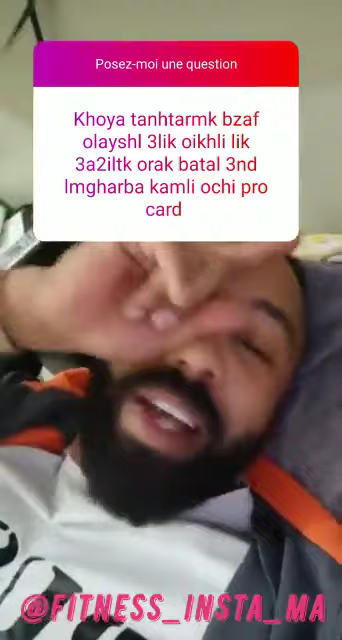 Posez-moi une question
Khoya tanhtarmk bzaf
olayshl 3lik oikhli lik
3a2iltk orak batal 3nd
lmgharba kamli ochi pro
card
@FITNESS_INSTA_MA